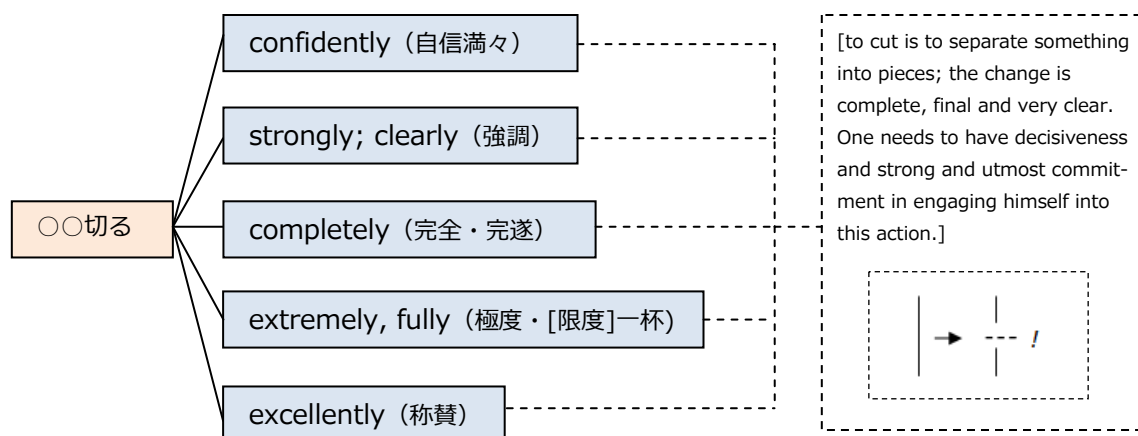 ○○切る
confidently（自信満々）
strongly; clearly（強調）
completely（完全・完遂）
extremely, fully（極度・[限度]一杯)
excellently（称賛）
[to cut is to separate something
into pieces; the change is
complete, final and very clear.
One needs to have decisiveness
and strong and utmost commit-
ment in engaging himself into
this action.]
!